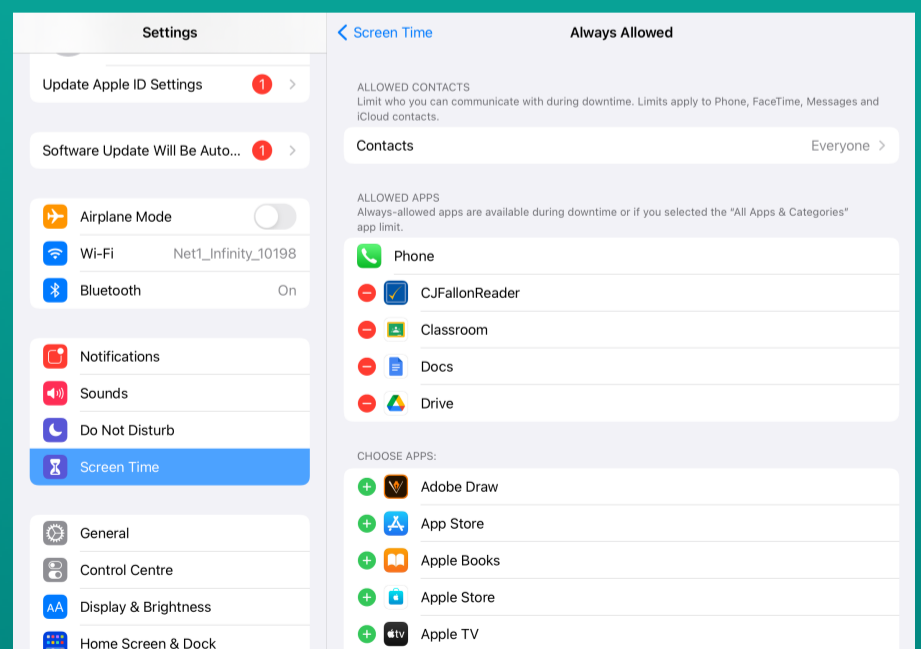 Settings
Update Apple ID Settings 1
Software Update Will Be Auto... 1
Airplane Mode
Wi-Fi Net1_Infinity_10198
Bluetooth On
Notifications
Sounds
Do Not Disturb
Screen Time
General
Control Centre
AA Display & Brightness
Home Screen & Dock
Screen Time Always Allowed
ALLOWED CONTACTS
Limit who you can communicate with during downtime. Limits apply to Phone, FaceTime, Messages and
iCloud contacts.
Contacts Everyone
ALLOWED APPS
Always-allowed apps are available during downtime or if you selected the “All Apps & Categories”
app limit.
Phone
CJFallonReader
Classroom
Docs
Drive
CHOOSE APPS:
Adobe Draw
App Store
Apple Books
Apple Store
tv Apple TV